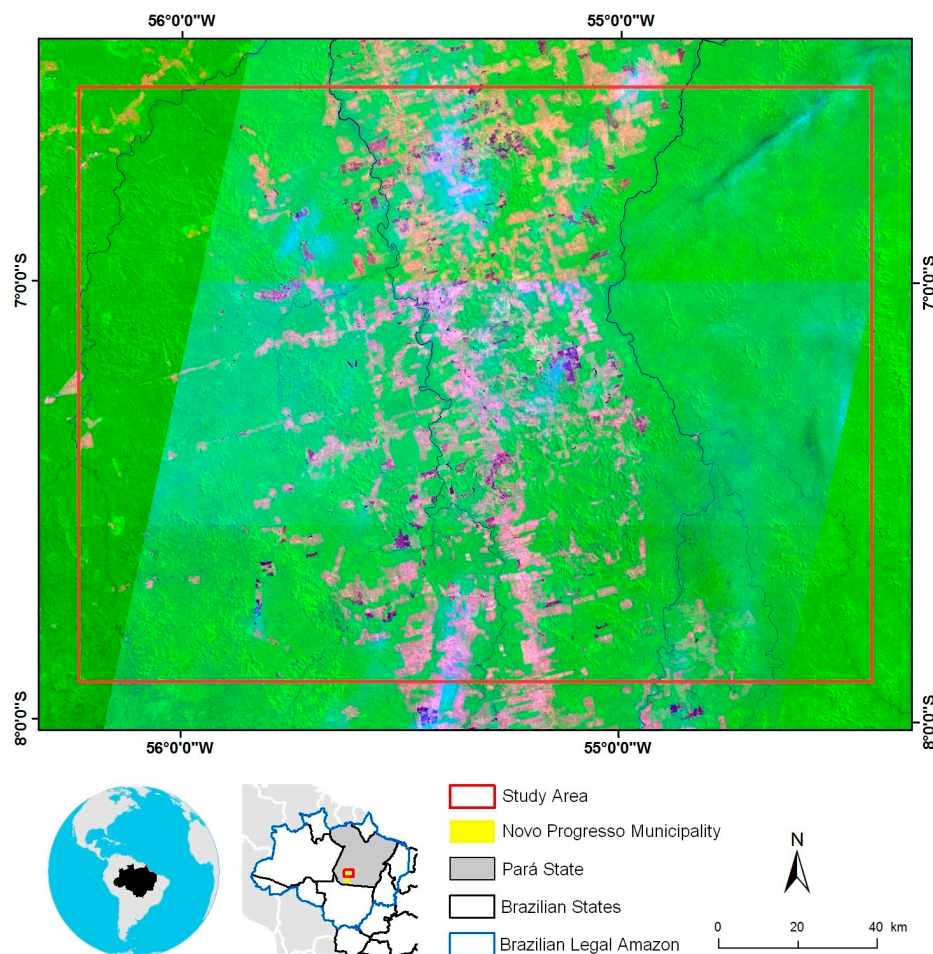 56°0'0"W 55°0'0"W
7°0'0"S 7°0'0"S
8°0'0"S 8°0'0"S
56°0'0"W 55°0'0"W
Study Area
Novo Progresso Municipality
Pará State
Brazilian States
Brazilian Legal Amazon
N
0 20 40 km